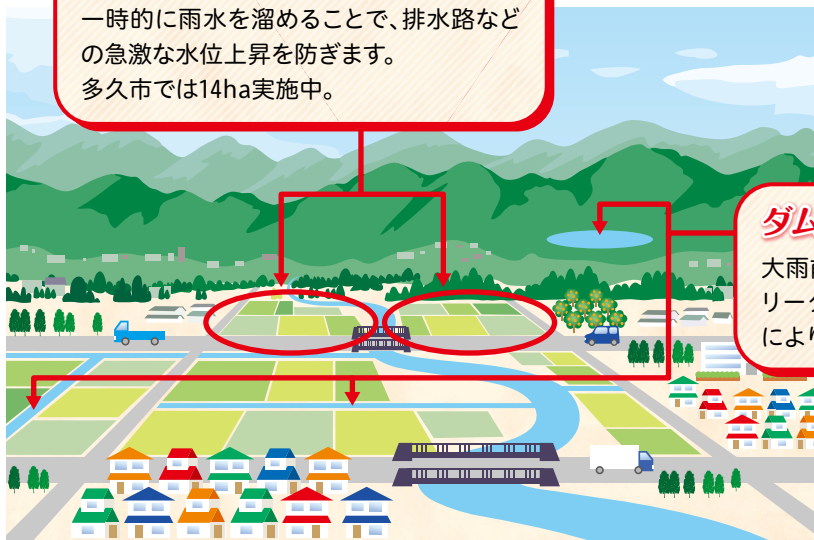 一時的に雨水を溜めることで、排水路など
の急激な水位上昇を防ぎます。
多久市では14ha実施中。
ダム
大雨前
リーク
により